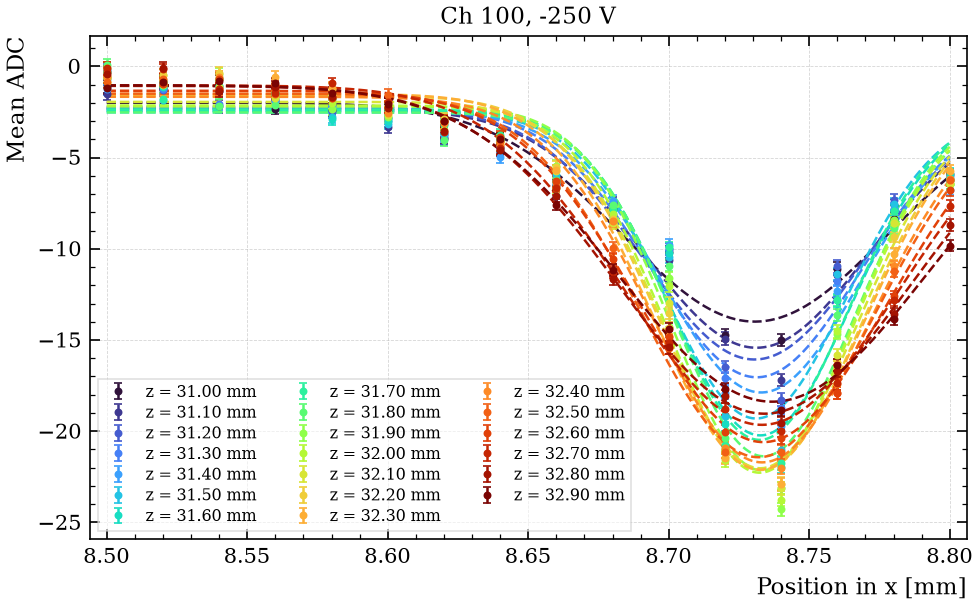 Ch 100, -250 V
Mean ADC
0
−5
−10
−15
−20
−25
z = 31.00 mm
z = 31.10 mm
z = 31.20 mm
z = 31.30 mm
z = 31.40 mm
z = 31.50 mm
z = 31.60 mm
z = 31.70 mm
z = 31.80 mm
z = 31.90 mm
z = 32.00 mm
z = 32.10 mm
z = 32.20 mm
z = 32.30 mm
z = 32.40 mm
z = 32.50 mm
z = 32.60 mm
z = 32.70 mm
z = 32.80 mm
z = 32.90 mm
8.50 8.55 8.60 8.65 8.70 8.75 8.80
Position in x [mm]